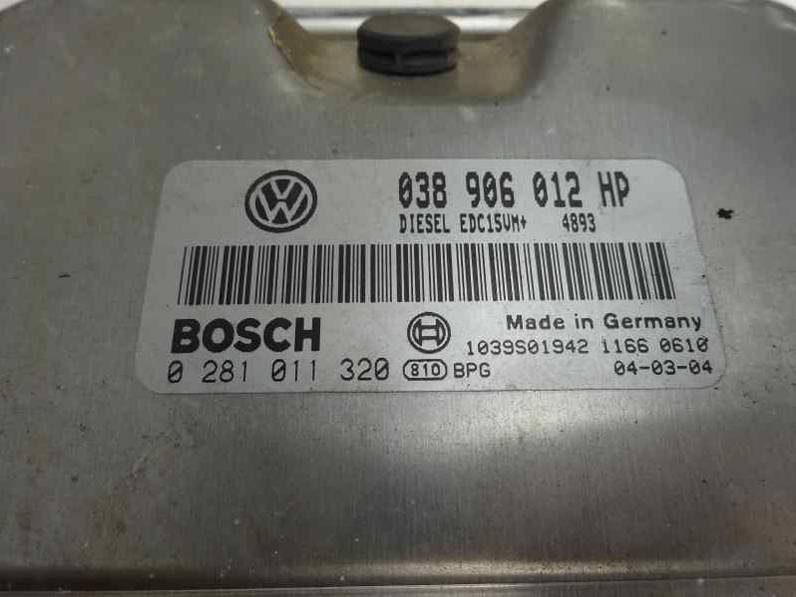 038 906 012 HP
DIESEL EDC15VM+ 4893
BOSCH
Made in Germany
1039S01942 1166 0610
0 281 011 320 810 BPG 04-03-04